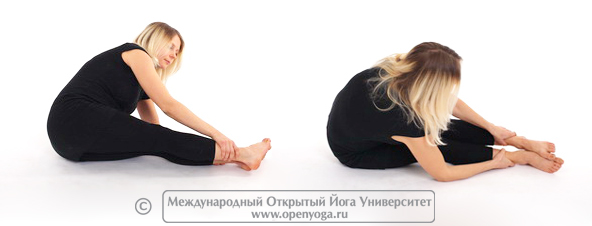 © Международный Открытый Йога Университет
www.openyoga.ru